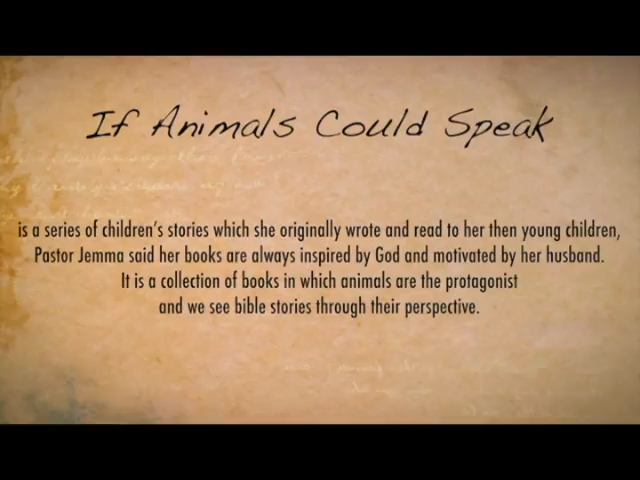 If Animals Could Speak
is a series of children's stories which she originally wrote and read to her then young children,
Pastor Jemma said her books are always inspired by God and motivated by her husband.
It is a collection of books in which animals are the protagonist
and we see bible stories through their perspective.